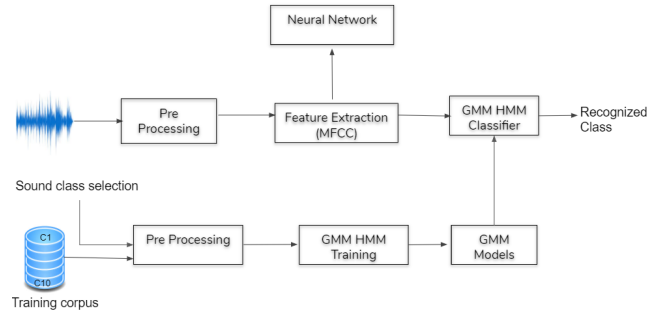 Neural Network
Pre
Processing
Feature Extraction
(MFCC)
GMM HMM
Classifier
Recognized
Class
Sound class selection
C1
C10
Training corpus
Pre Processing
GMM HMM
Training
GMM
Models